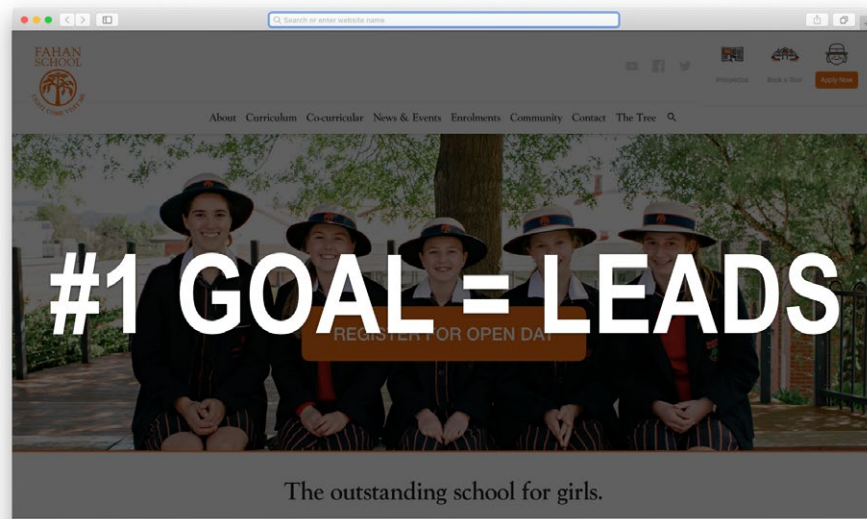 Search or enter website name
FAHAN
SCHOOL
Prospectus
Book a Tour
Apply Now
About Curriculum Co-curricular News & Events Enrolments Community Contact The Tree
#1 GOAL = LEADS
REGISTER FOR OPEN DAY
The outstanding school for girls.